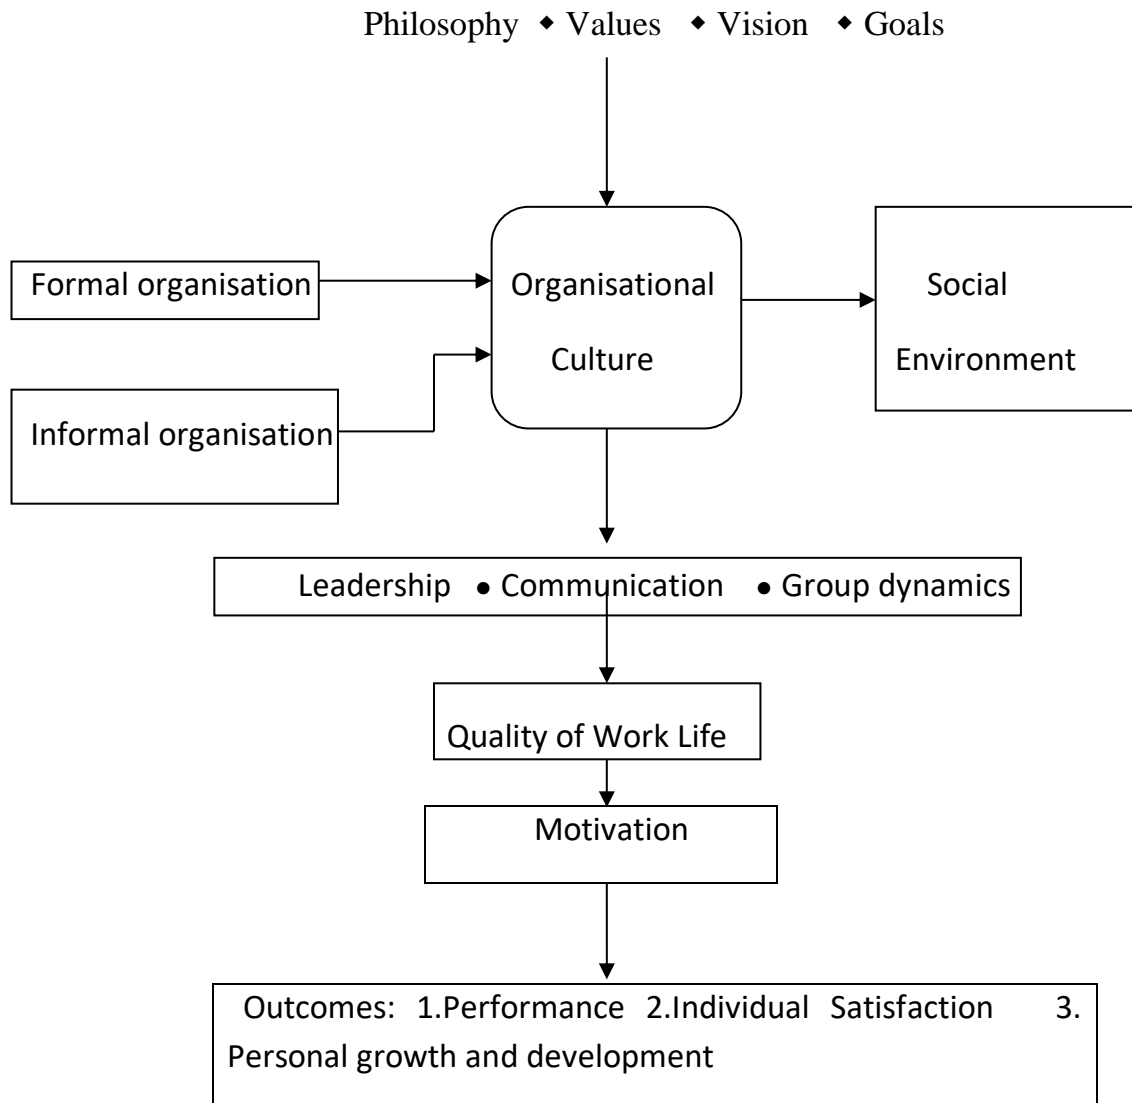 Philosophy ◆ Values ◆ Vision ◆ Goals
Formal organisation
Informal organisation
Organisational
Culture
Social
Environment
Leadership ● Communication ● Group dynamics
Quality of Work Life
Motivation
Outcomes: 1.Performance 2.Individual Satisfaction 3.
Personal growth and development